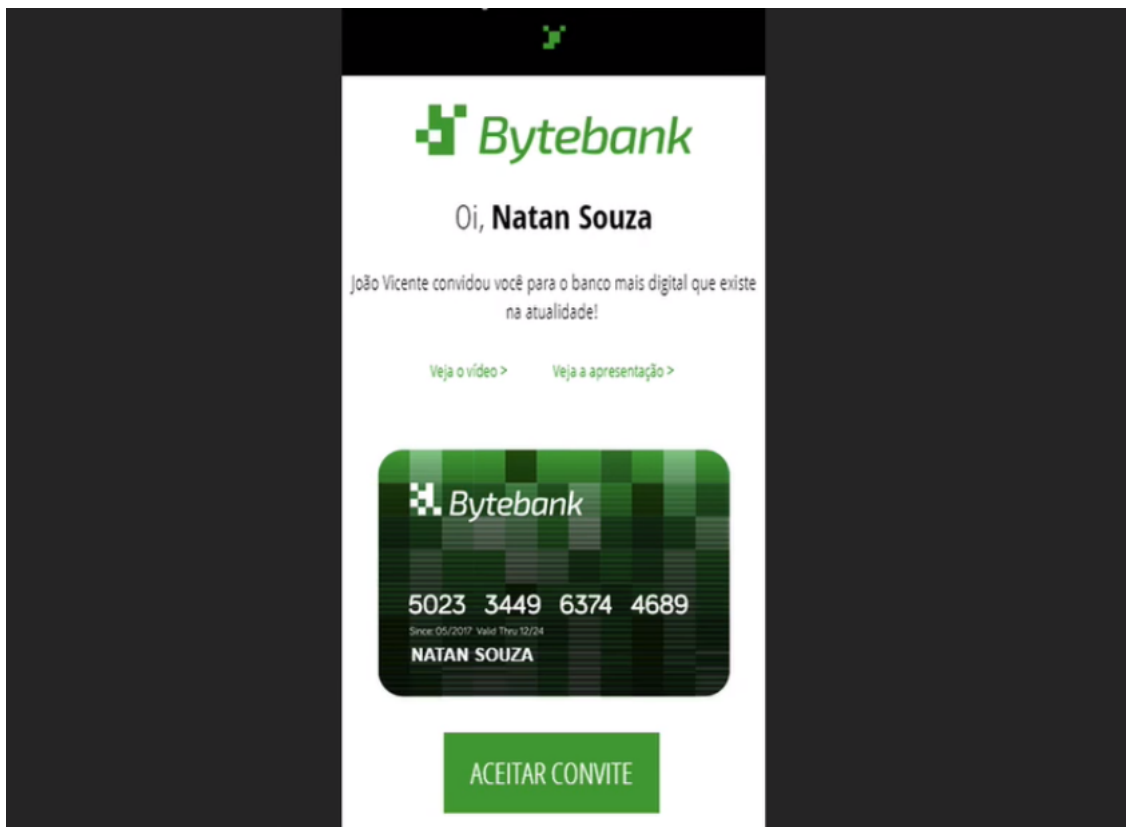 Bytebank
Oi, Natan Souza
João Vicente convidou você para o banco mais digital que existe
na atualidade!
Veja o vídeo > Veja a apresentação >
Bytebank
5023 3449 6374 4689
Since: 05/2017 Valid Thru 12/24
NATAN SOUZA
ACEITAR CONVITE